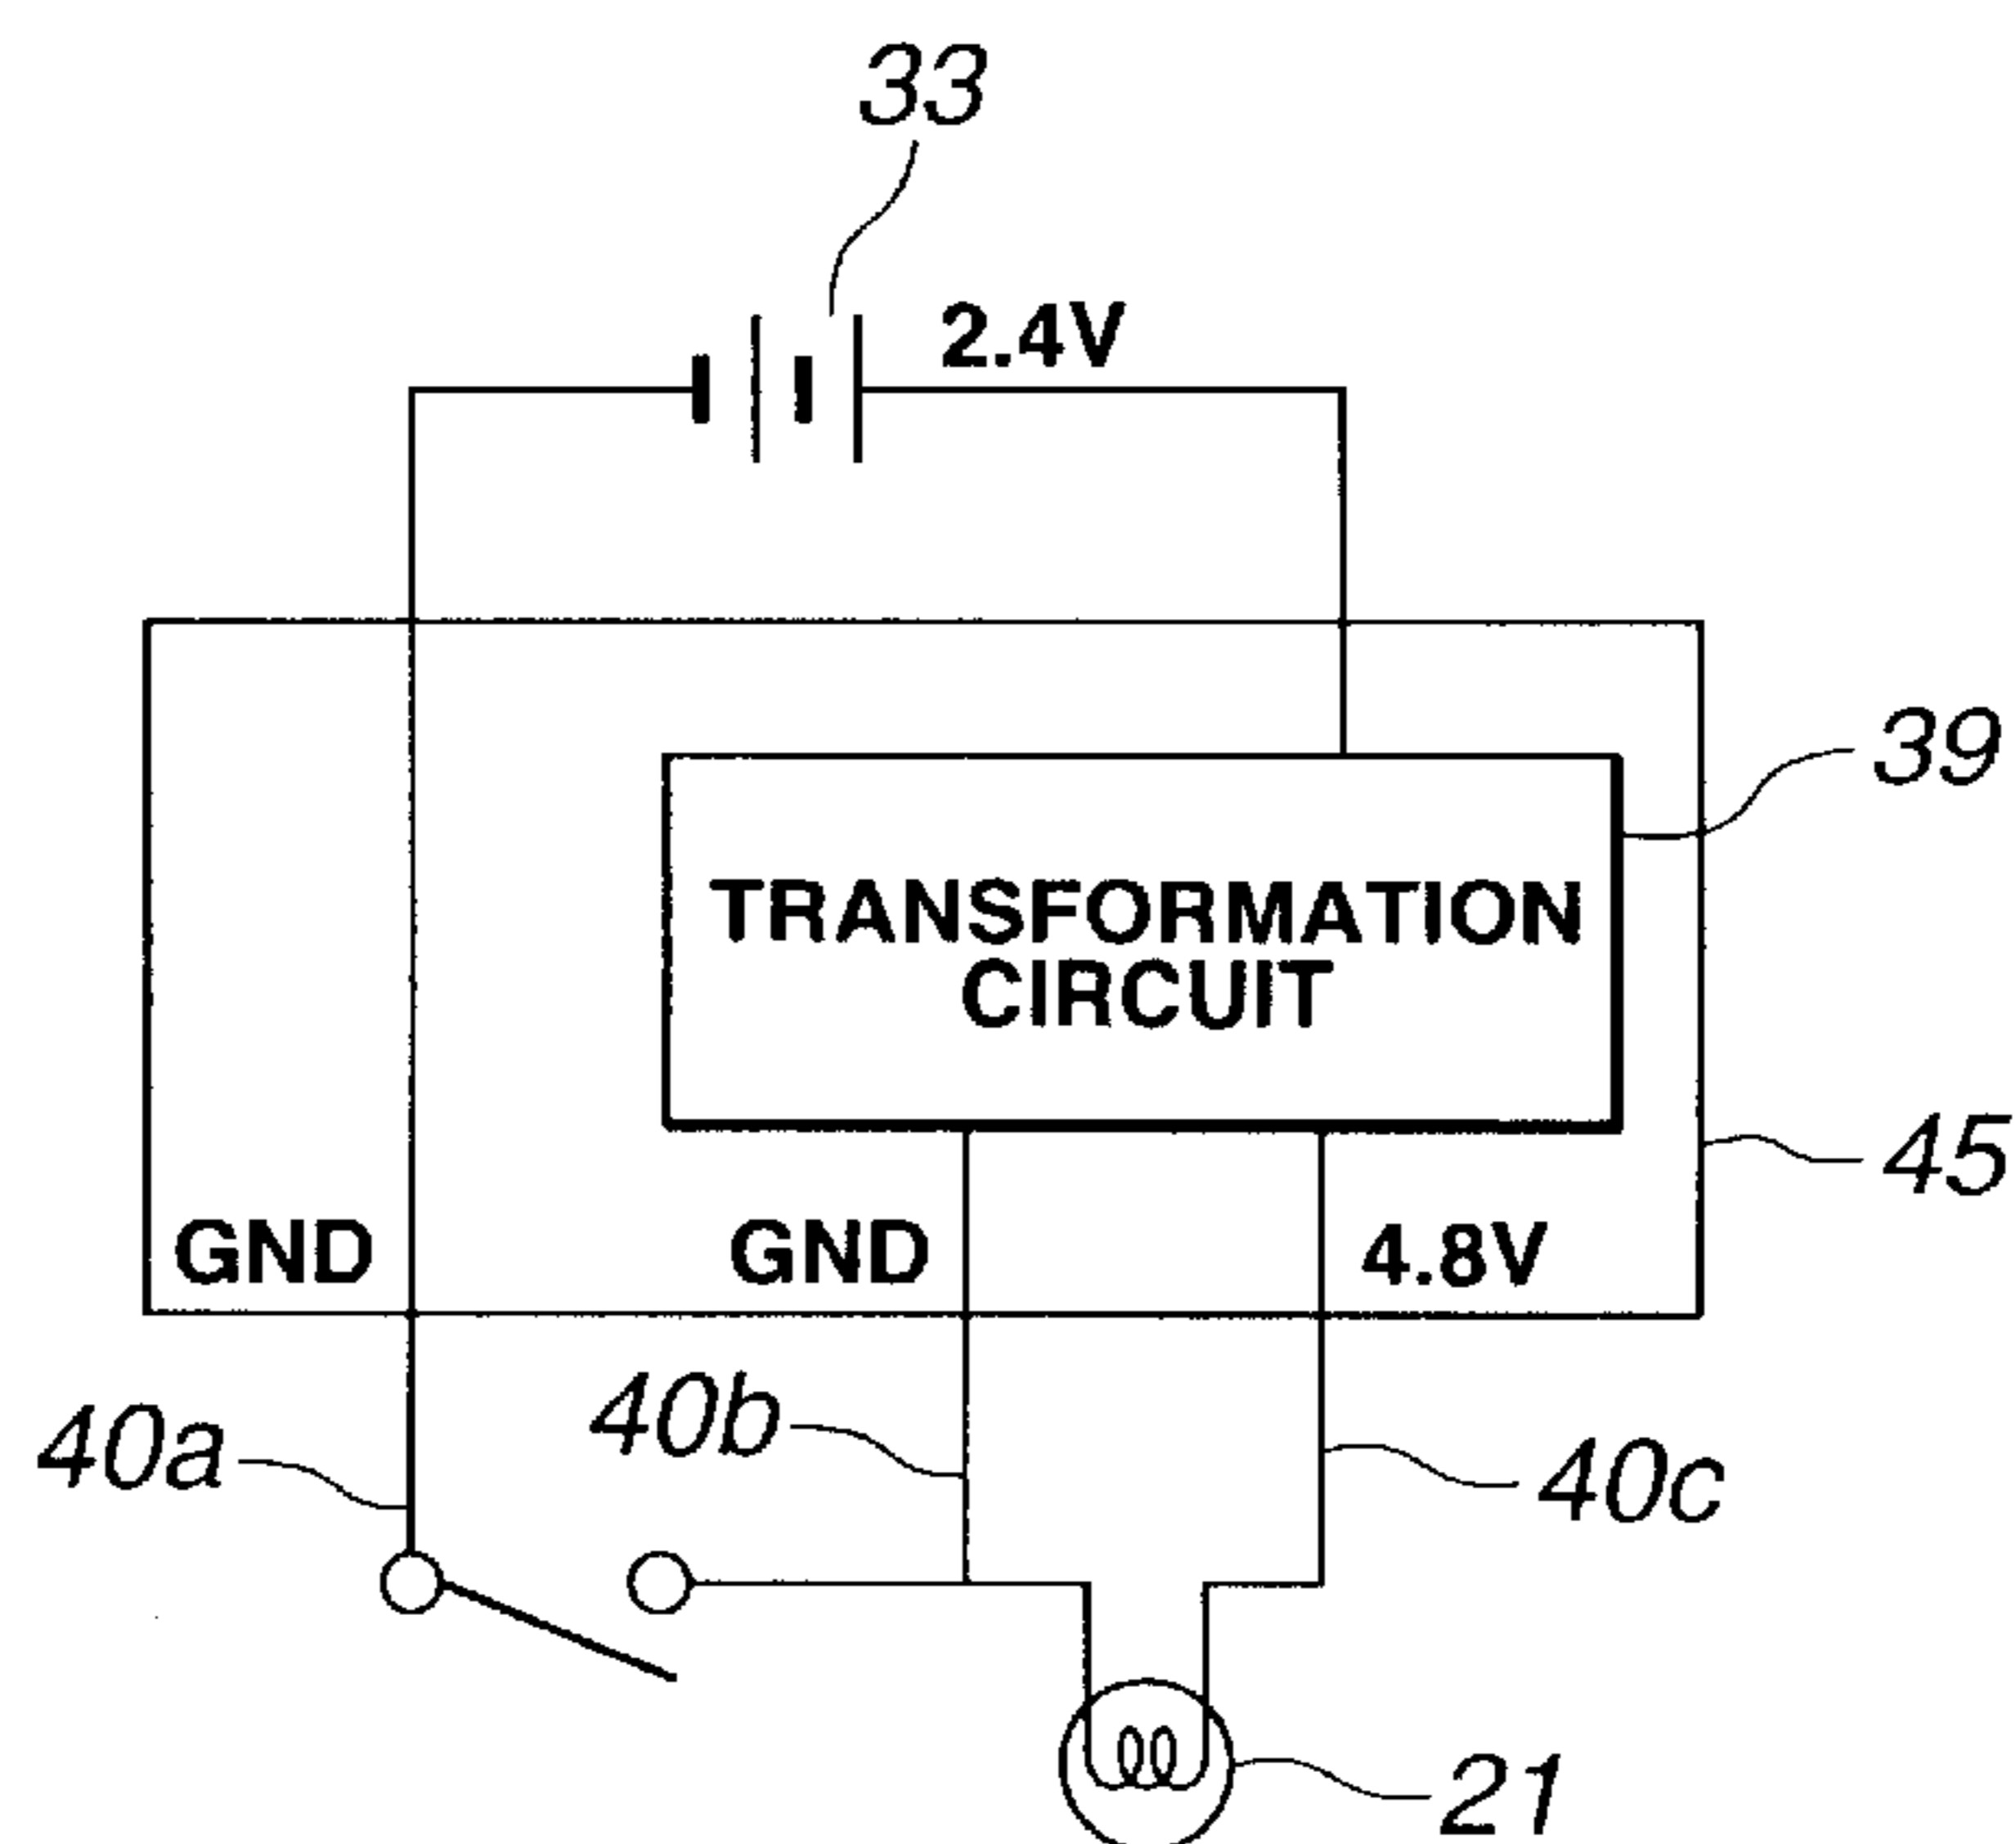 33
2.4V
39
TRANSFORMATION
CIRCUIT
45
GND GND 4.8V
40a 40b 40c
21